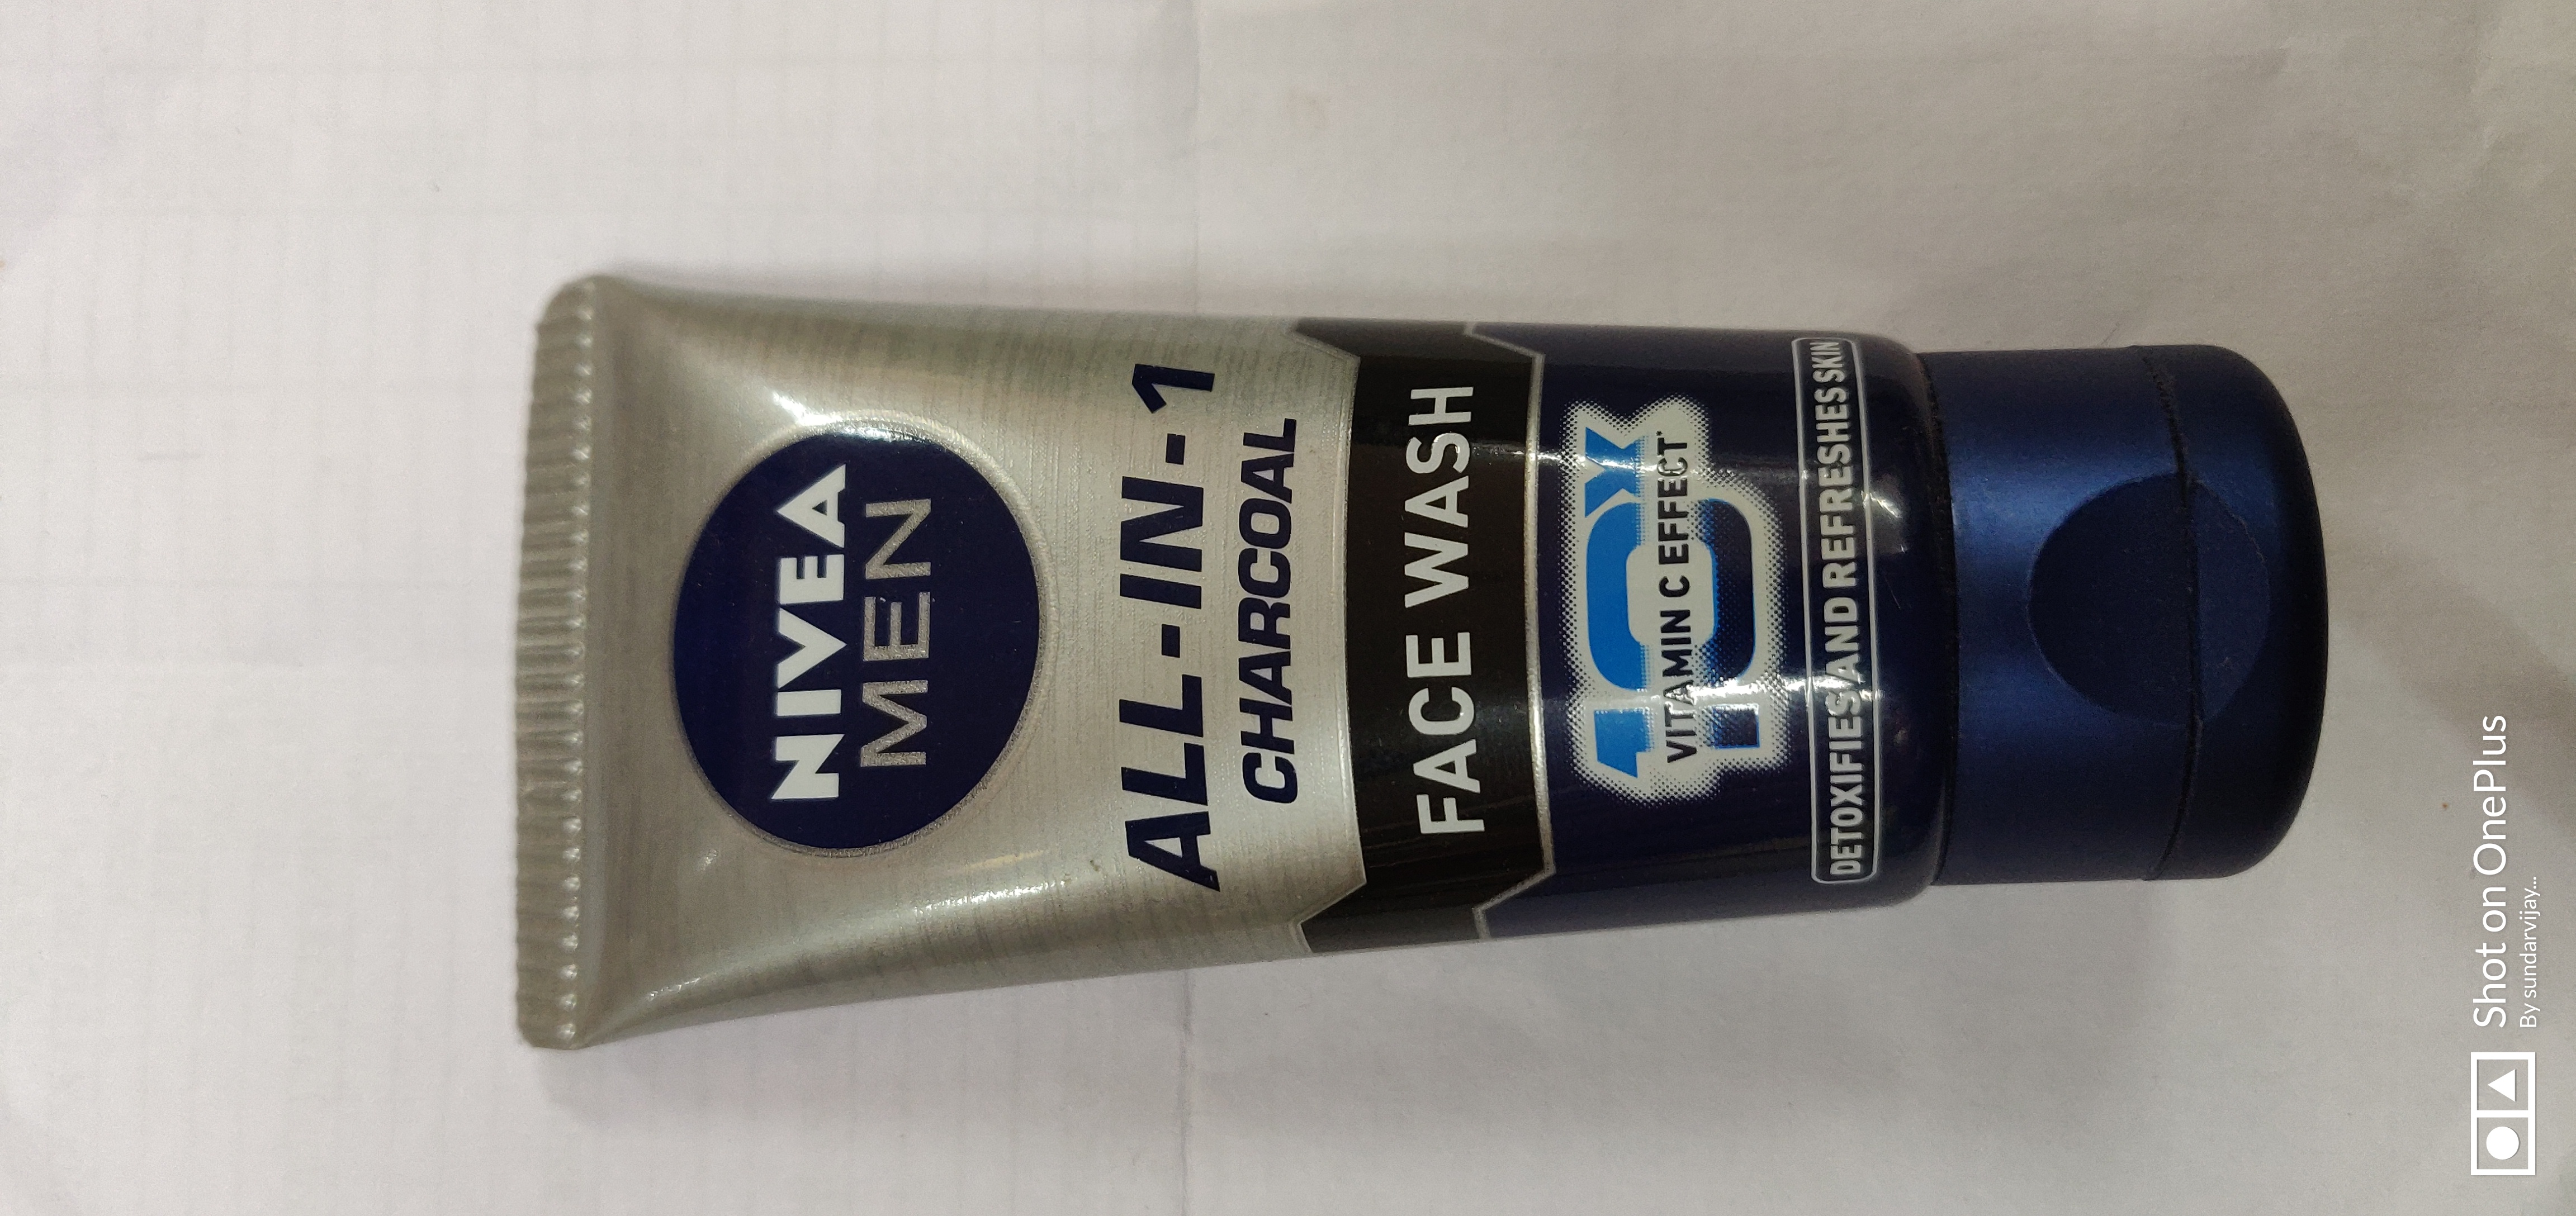 NIVEA
MEN
ALL-IN-1
CHARCOAL
FACE WASH
10X
VITAMIN C EFFECT*
DETOXIFIES AND REFRESHES SKIN
Shot on OnePlus
By sundarvijay...